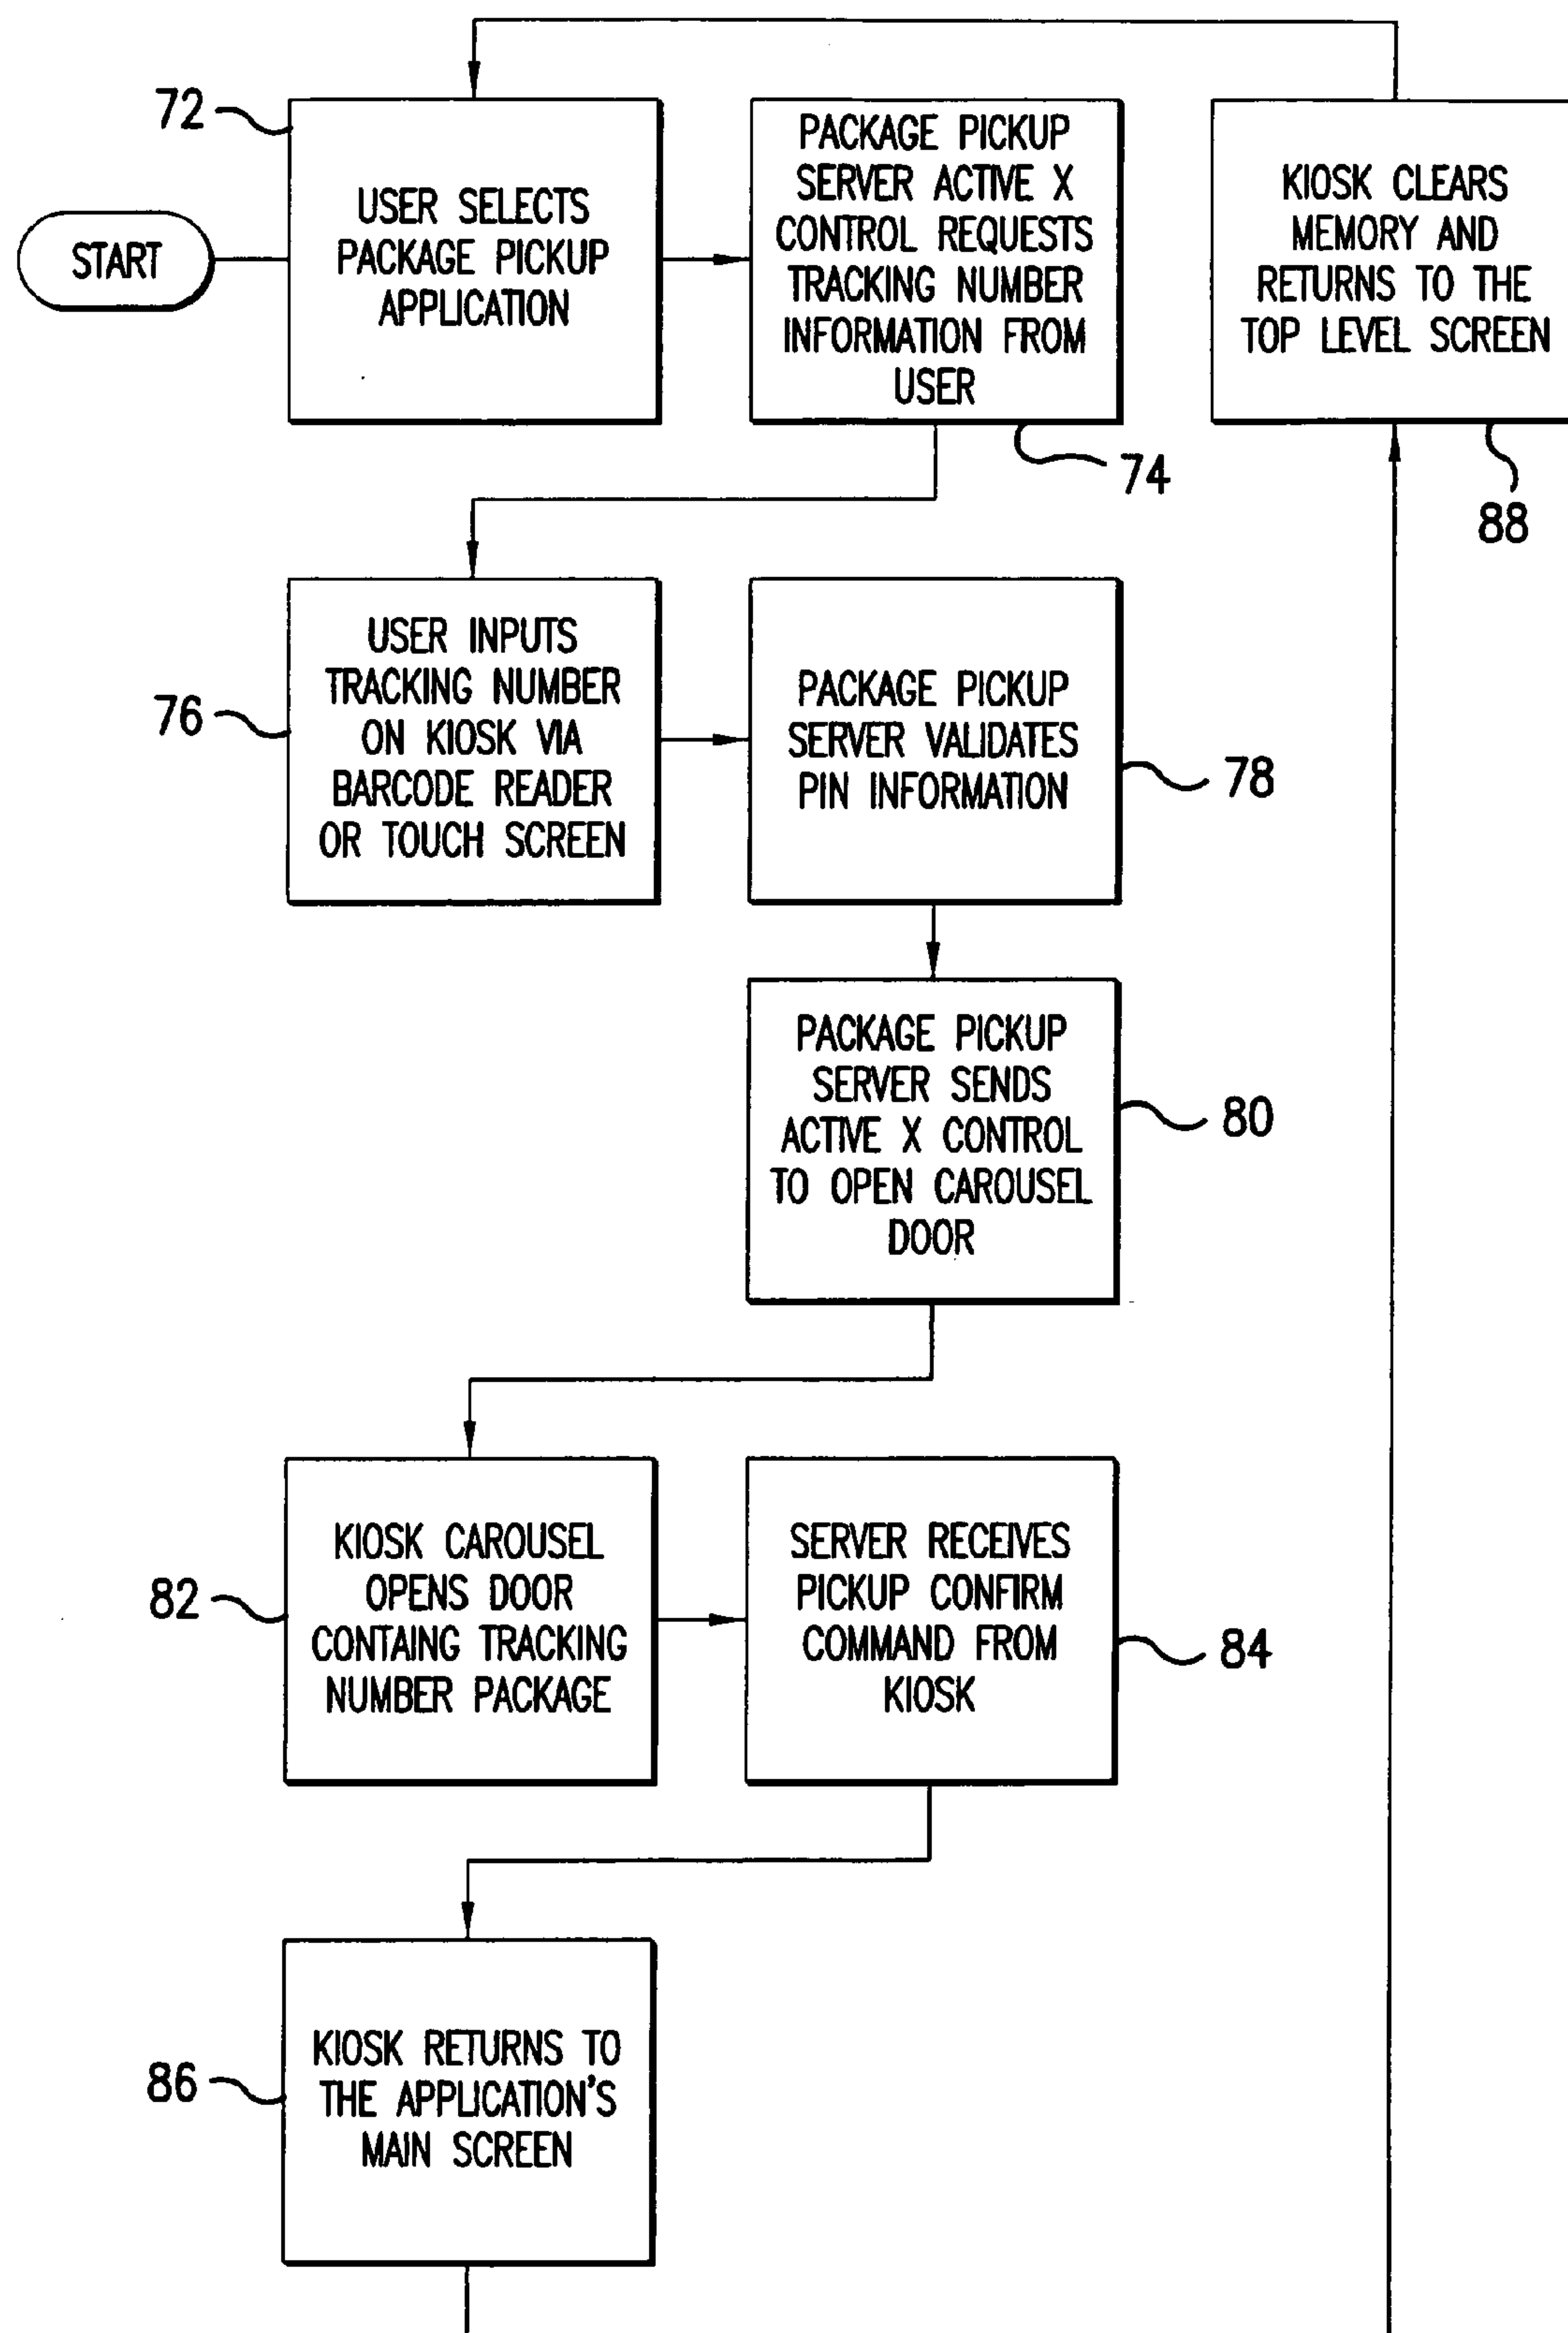 72
START
USER SELECTS
PACKAGE PICKUP
APPLICATION
PACKAGE PICKUP
SERVER ACTIVE X
CONTROL REQUESTS
TRACKING NUMBER
INFORMATION FROM
USER
74
KIOSK CLEARS
MEMORY AND
RETURNS TO THE
TOP LEVEL SCREEN
88
76
USER INPUTS
TRACKING NUMBER
ON KIOSK VIA
BARCODE READER
OR TOUCH SCREEN
PACKAGE PICKUP
SERVER VALIDATES
PIN INFORMATION
78
PACKAGE PICKUP
SERVER SENDS
ACTIVE X CONTROL
TO OPEN CAROUSEL
DOOR
80
82
KIOSK CAROUSEL
OPENS DOOR
CONTAING TRACKING
NUMBER PACKAGE
SERVER RECEIVES
PICKUP CONFIRM
COMMAND FROM
KIOSK
84
86
KIOSK RETURNS TO
THE APPLICATION'S
MAIN SCREEN